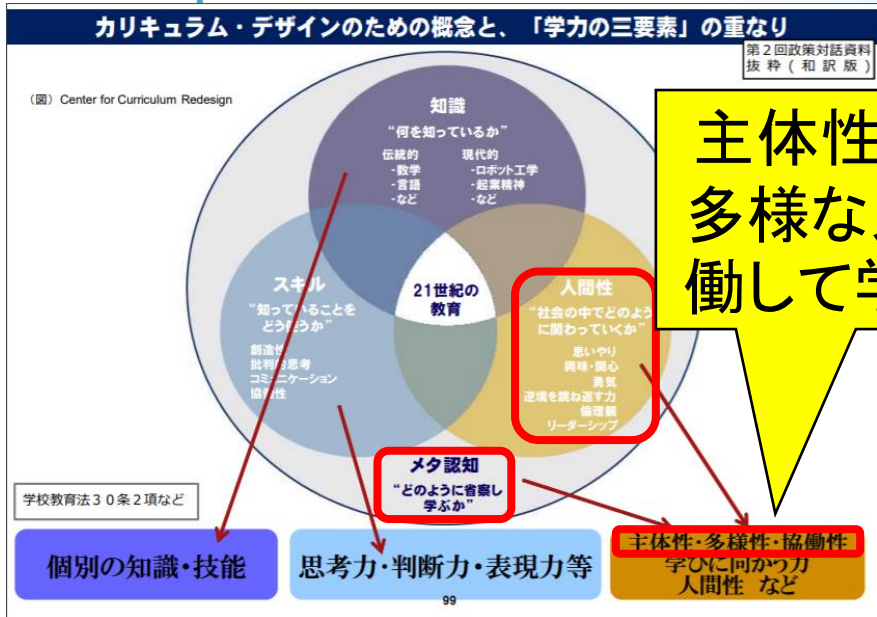 カリキュラム・デザインのための概念と、「学力の三要素」の重なり
第２回政策対話資料
抜粋(和訳版)
(図) Center for Curriculum Redesign
知識
“何を知っているか”
伝統的
-数学
-言語
-など
現代的
-ロボット工学
-起業精神
-など
主体性
多様な
働して学
スキル
“知っていることを
どう使うか”
創造性
批判的思考
コミュニケーション
協働性
21世紀の
教育
人間性
“社会の中でどのよう
に関わっていくか”
思いやり
興味・関心
勇気
逆境を跳ね返す力
倫理観
リーダーシップ
メタ認知
“どのように省察し
学ぶか”
学校教育法３０条２項など
個別の知識・技能
思考力・判断力・表現力等
主体性・多様性・協働性
学びに向かう力
人間性 など
99